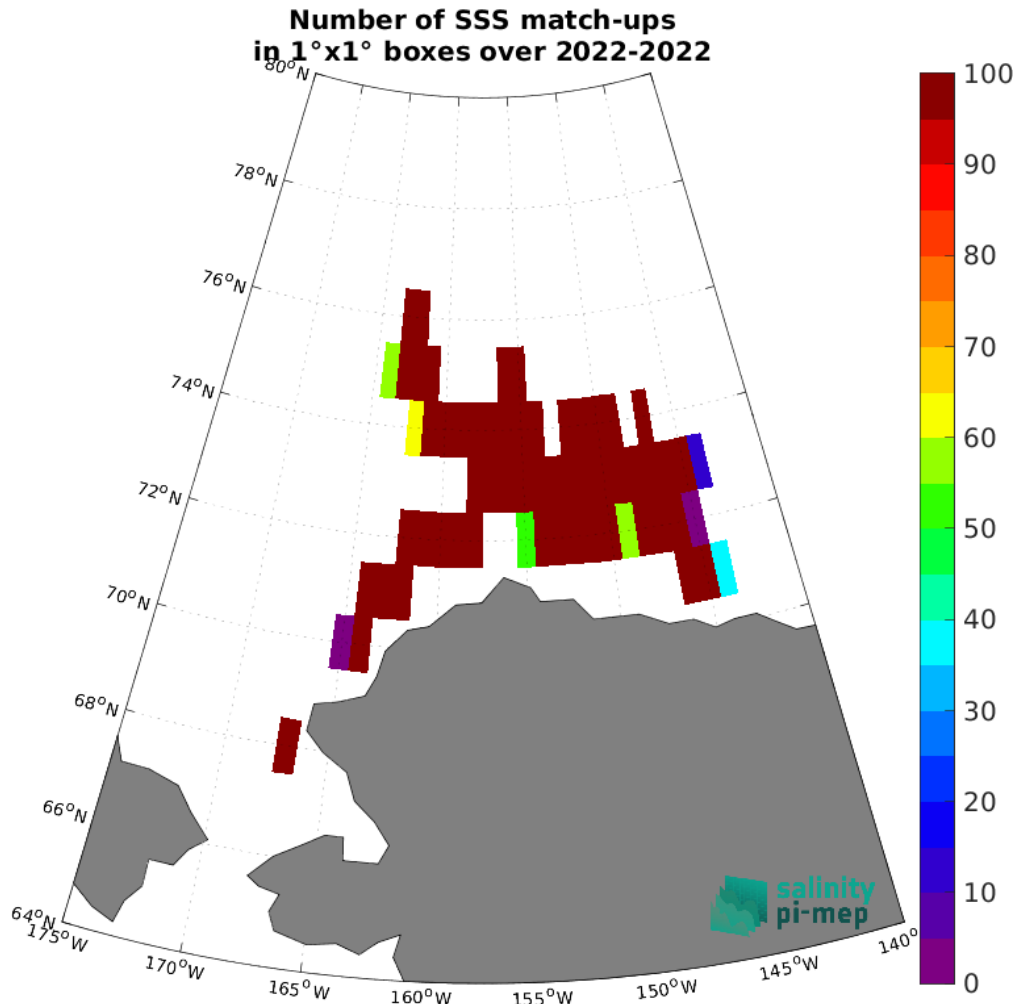 Number of SSS match-ups
in 1°x1° boxes over 2022-2022
80°N
78°N
76°N
74°N
72°N
70°N
68°N
66°N
64°N
175°W
170°W
165°W
160°W
155°W
150°W
145°W
140°
100
90
80
70
60
50
40
30
20
10
0
salinity
pi-mep